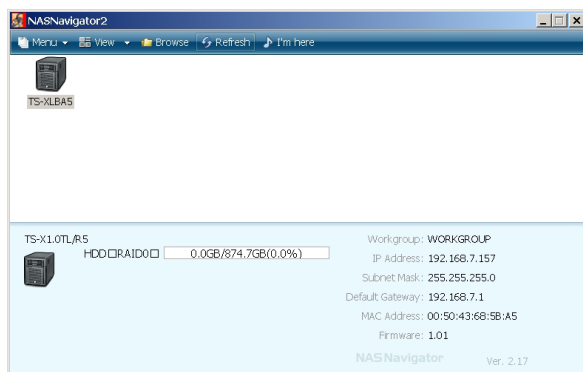 NASNavigator2
Menu View Browse Refresh I'm here
TS-XLBA5
TS-X1.0TL/R5
HDD□RAID0□ 0.0GB/874.7GB(0.0%)
Workgroup: WORKGROUP
IP Address: 192.168.7.157
Subnet Mask: 255.255.255.0
Default Gateway: 192.168.7.1
MAC Address: 00:50:43:68:5B:A5
Firmware: 1.01
NASNavigator Ver. 2.17